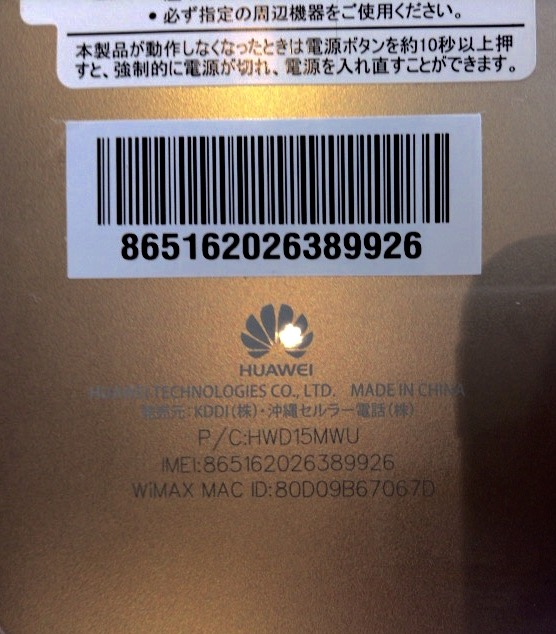 • 必ず指定の周辺機器をご使用ください。
本製品が動作しなくなったときは電源ボタンを約10秒以上押
すと、強制的に電源が切れ、電源を入れ直すことができます。
865162026389926
HUAWEI
HUAWEI TECHNOLOGIES CO., LTD. MADE IN CHINA
発売元: KDDI(株)・沖縄セルラー電話(株)
P/C:HWD15MWU
IMEI:865162026389926
WiMAX MAC ID:80D09B67067D